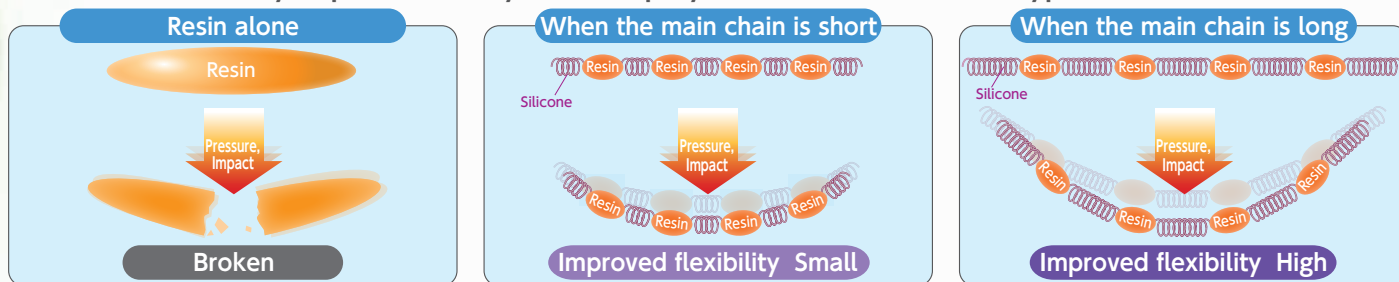 Resin alone
Resin
Pressure,
Impact
Broken
When the main chain is short
Resin Resin Resin Resin
Silicone
Pressure,
Impact
Resin Resin Resin Resin
Improved flexibility Small
When the main chain is long
Resin Resin Resin Resin
Silicone
Pressure,
Impact
Resin Resin Resin Resin
Improved flexibility High